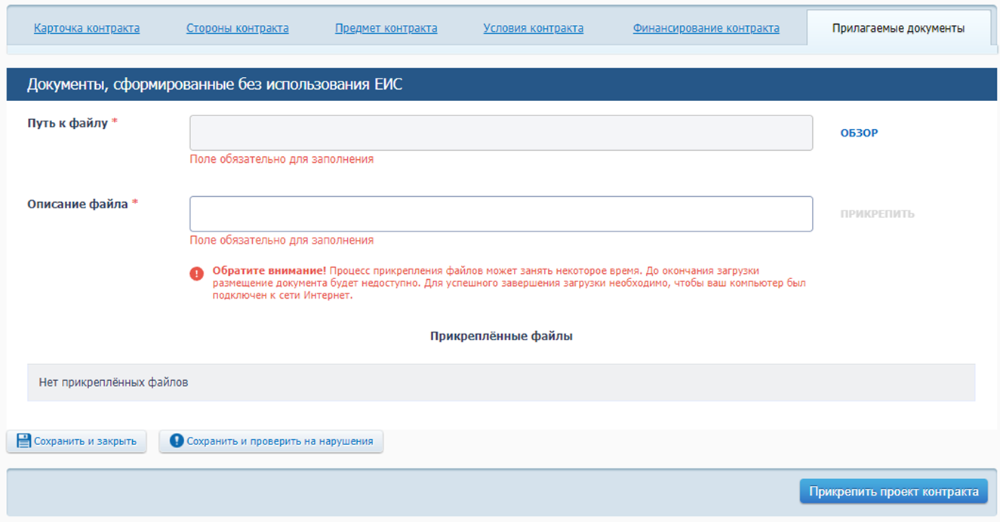 Карточка контракта Стороны контракта Предмет контракта Условия контракта Финансирование контракта Прилагаемые документы
Документы, сформированные без использования ЕИС
Путь к файлу *
ОБЗОР
Поле обязательно для заполнения
Описание файла *
ПРИКРЕПИТЬ
Поле обязательно для заполнения
! Обратите внимание! Процесс прикрепления файлов может занять некоторое время. До окончания загрузки
размещение документа будет недоступно. Для успешного завершения загрузки необходимо, чтобы ваш компьютер был
подключен к сети Интернет.
Прикреплённые файлы
Нет прикреплённых файлов
Сохранить и закрыть ! Сохранить и проверить на нарушения
Прикрепить проект контракта